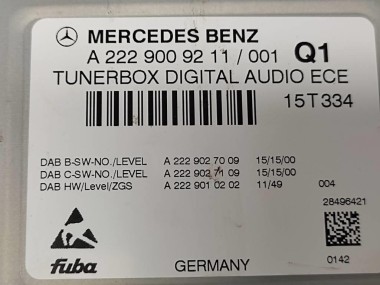 MERCEDES BENZ
A 222 900 92 11 / 001 Q1
TUNERBOX DIGITAL AUDIO ECE
15T334
DAB B-SW-NO./LEVEL A 222 902 70 09 15/15/00
DAB C-SW-NO./LEVEL A 222 902 71 09 15/15/00
DAB HW/Level/ZGS A 222 901 02 02 11/49 004
28496421
fuba GERMANY 0142